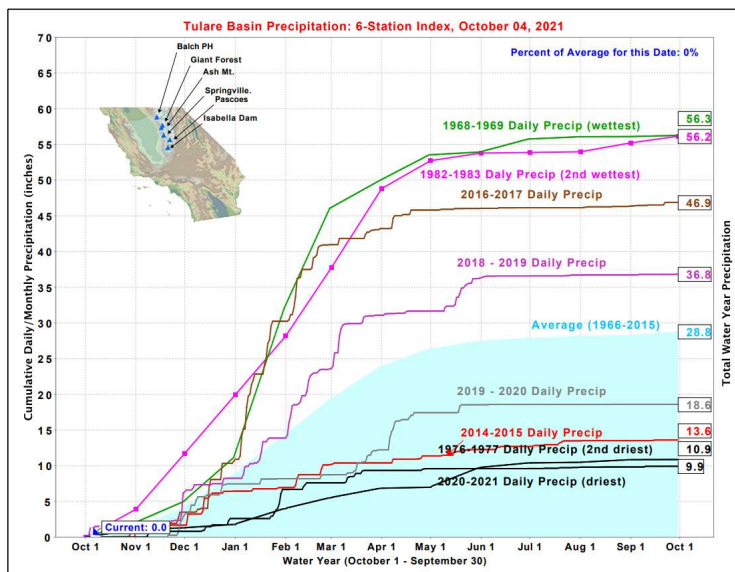 Tulare Basin Precipitation: 6-Station Index, October 04, 2021
Percent of Average for this Date: 0%
Balch PH
Giant Forest
Ash Mt.
Springville.
Pascoes
Isabella Dam
Cumulative Daily/Monthly Precipitation (inches)
70
65
60
55
50
45
40
35
30
25
20
15
10
5
0
1968-1969 Daily Precip (wettest)
56.3
56.2
1982-1983 Daly Precip (2nd wettest)
2016-2017 Daily Precip
46.9
2018 - 2019 Daily Precip
36.8
Average (1966-2015)
28.8
2019 - 2020 Daily Precip
18.6
2014-2015 Daily Precip
13.6
1976-1977 Daily Precip (2nd driest)
10.9
9.9
2020-2021 Daily Precip (driest)
Current: 0.0
Total Water Year Precipitation
Oct 1 Nov 1 Dec 1 Jan 1 Feb 1 Mar 1 Apr 1 May 1 Jun 1 Jul 1 Aug 1 Sep 1 Oct 1
Water Year (October 1 - September 30)